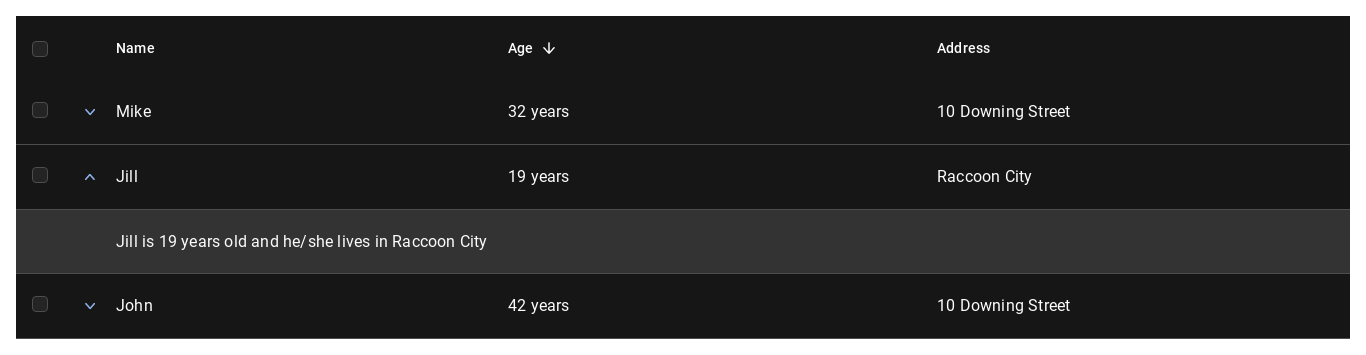 Name Age Address
Mike 32 years 10 Downing Street
Jill 19 years Raccoon City
Jill is 19 years old and he/she lives in Raccoon City
John 42 years 10 Downing Street